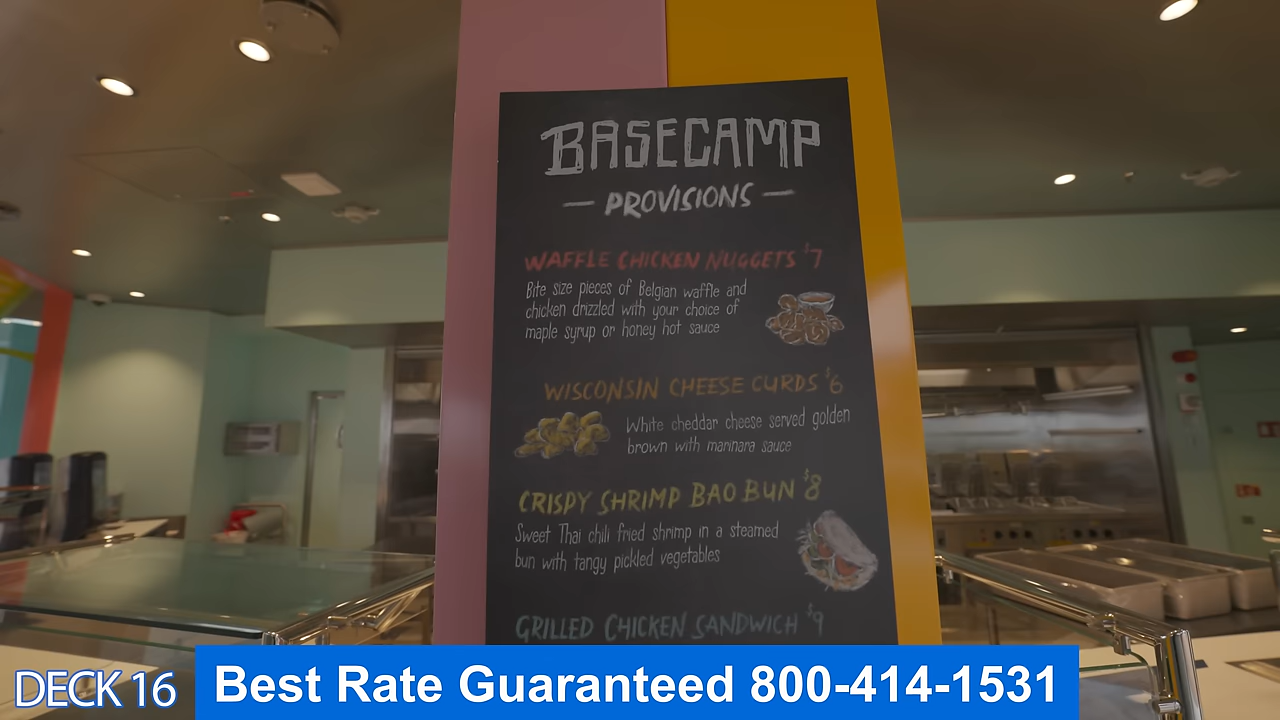 BASECAMP
— PROVISIONS —
WAFFLE CHICKEN NUGGETS $7
Bite size pieces of Belgian waffle and
chicken drizzled with your choice of
maple syrup or honey hot sauce
WISCONSIN CHEESE CURDS $6
White cheddar cheese served golden
brown with marinara sauce
CRISPY SHRIMP BAO BUN $8
Sweet Thai chili fried shrimp in a steamed
bun with tangy pickled vegetables
GRILLED CHICKEN SANDWICH $9
DECK 16
Best Rate Guaranteed 800-414-1531